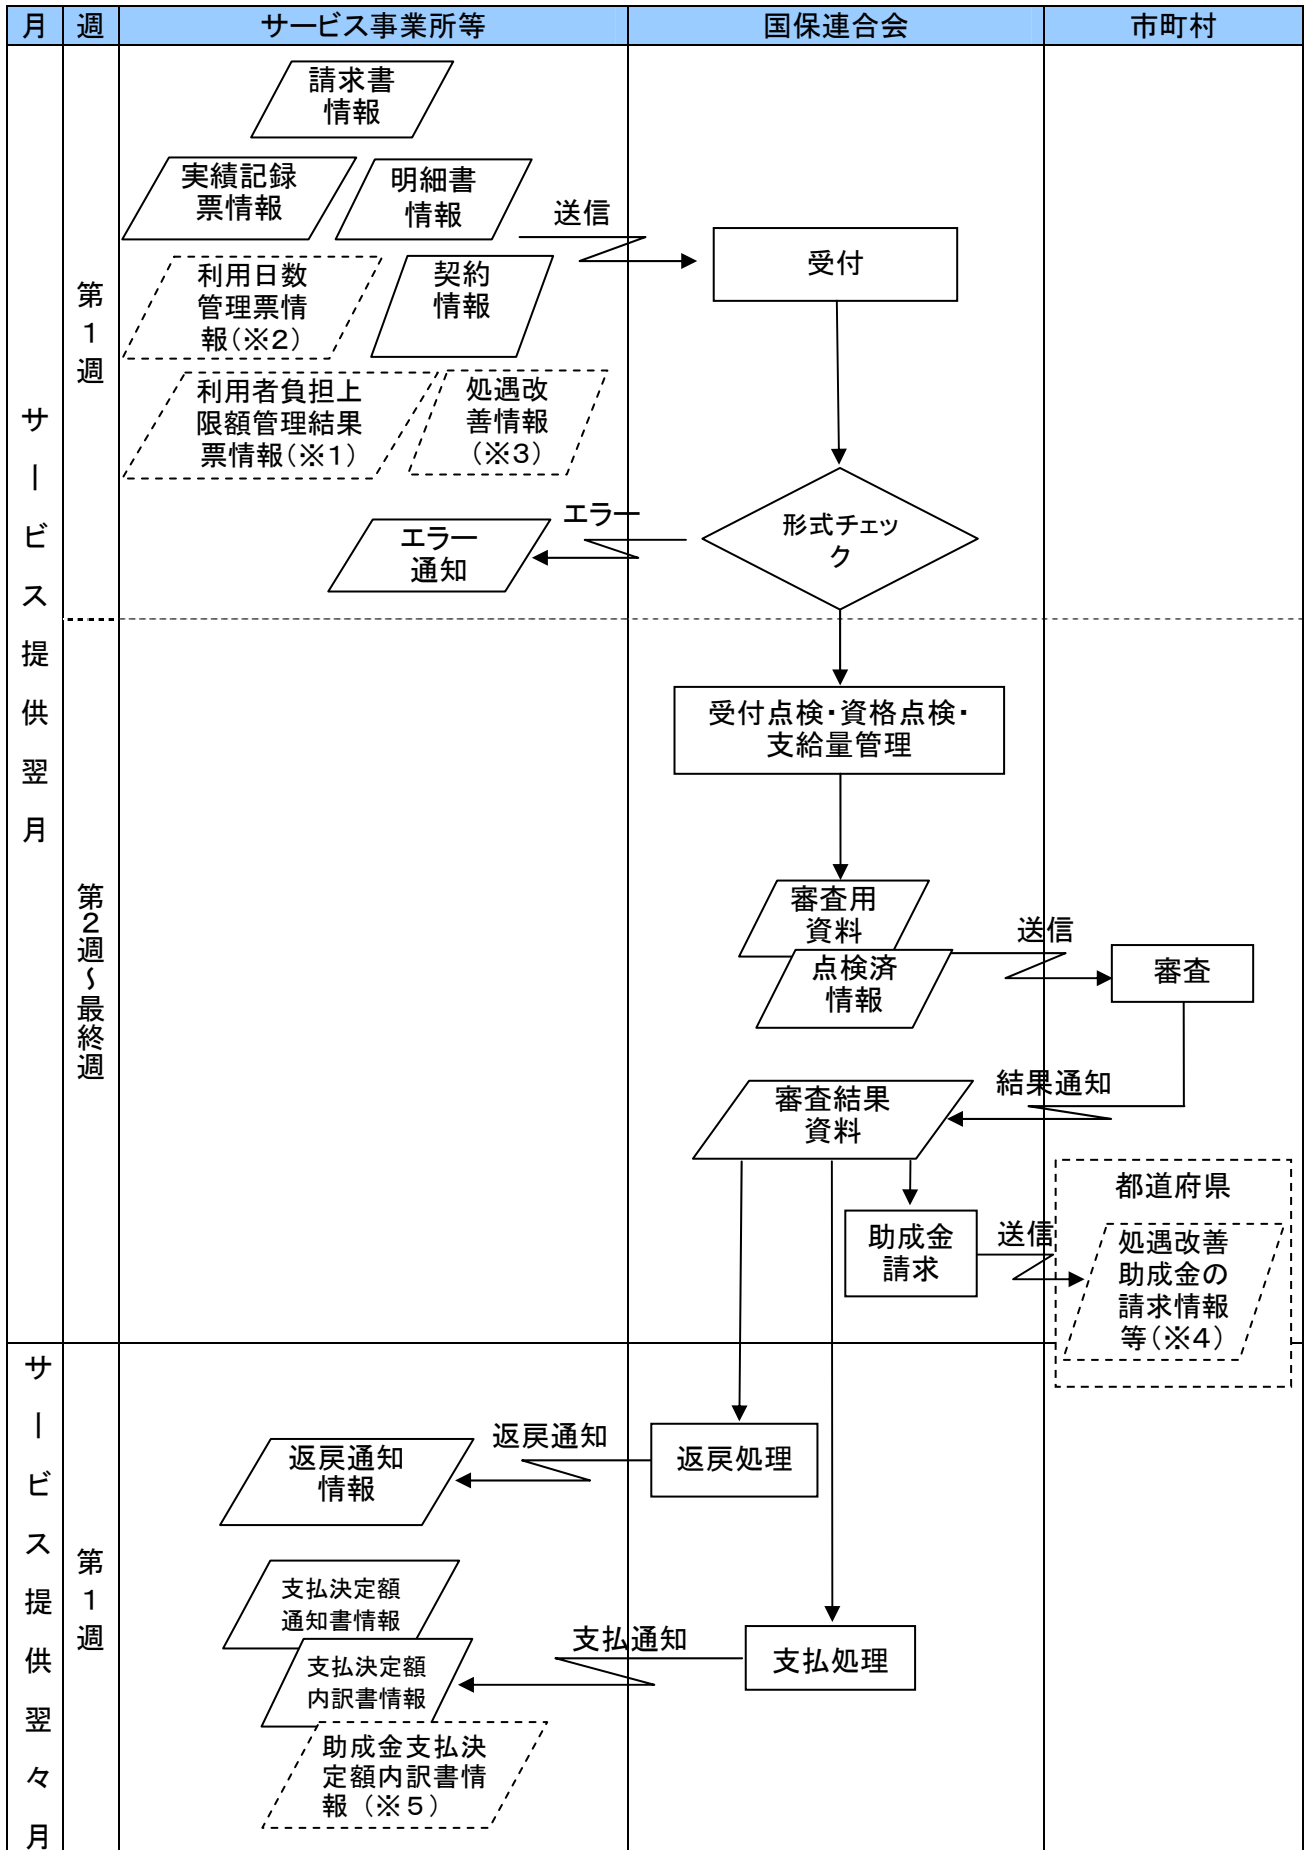 月
週
サービス事業所等
国保連合会
市町村
サービス提供翌月
第1週
請求書
情報
実績記録
票情報
明細書
情報
送信
受付
利用日数
管理票情
報(※2)
契約
情報
利用者負担上
限額管理結果
票情報(※1)
処遇改
善情報
(※3)
エラー
通知
エラー
形式チェッ
ク
第2週～最終週
受付点検・資格点検・
支給量管理
審査用
資料
点検済
情報
送信
審査
結果通知
審査結果
資料
都道府県
助成金
請求
送信
処遇改善
助成金の
請求情報
等(※4)
サービス提供翌々月
第1週
返戻通知
情報
返戻通知
返戻処理
支払決定額
通知書情報
支払決定額
内訳書情報
支払通知
支払処理
助成金支払決
定額内訳書情
報（※５）